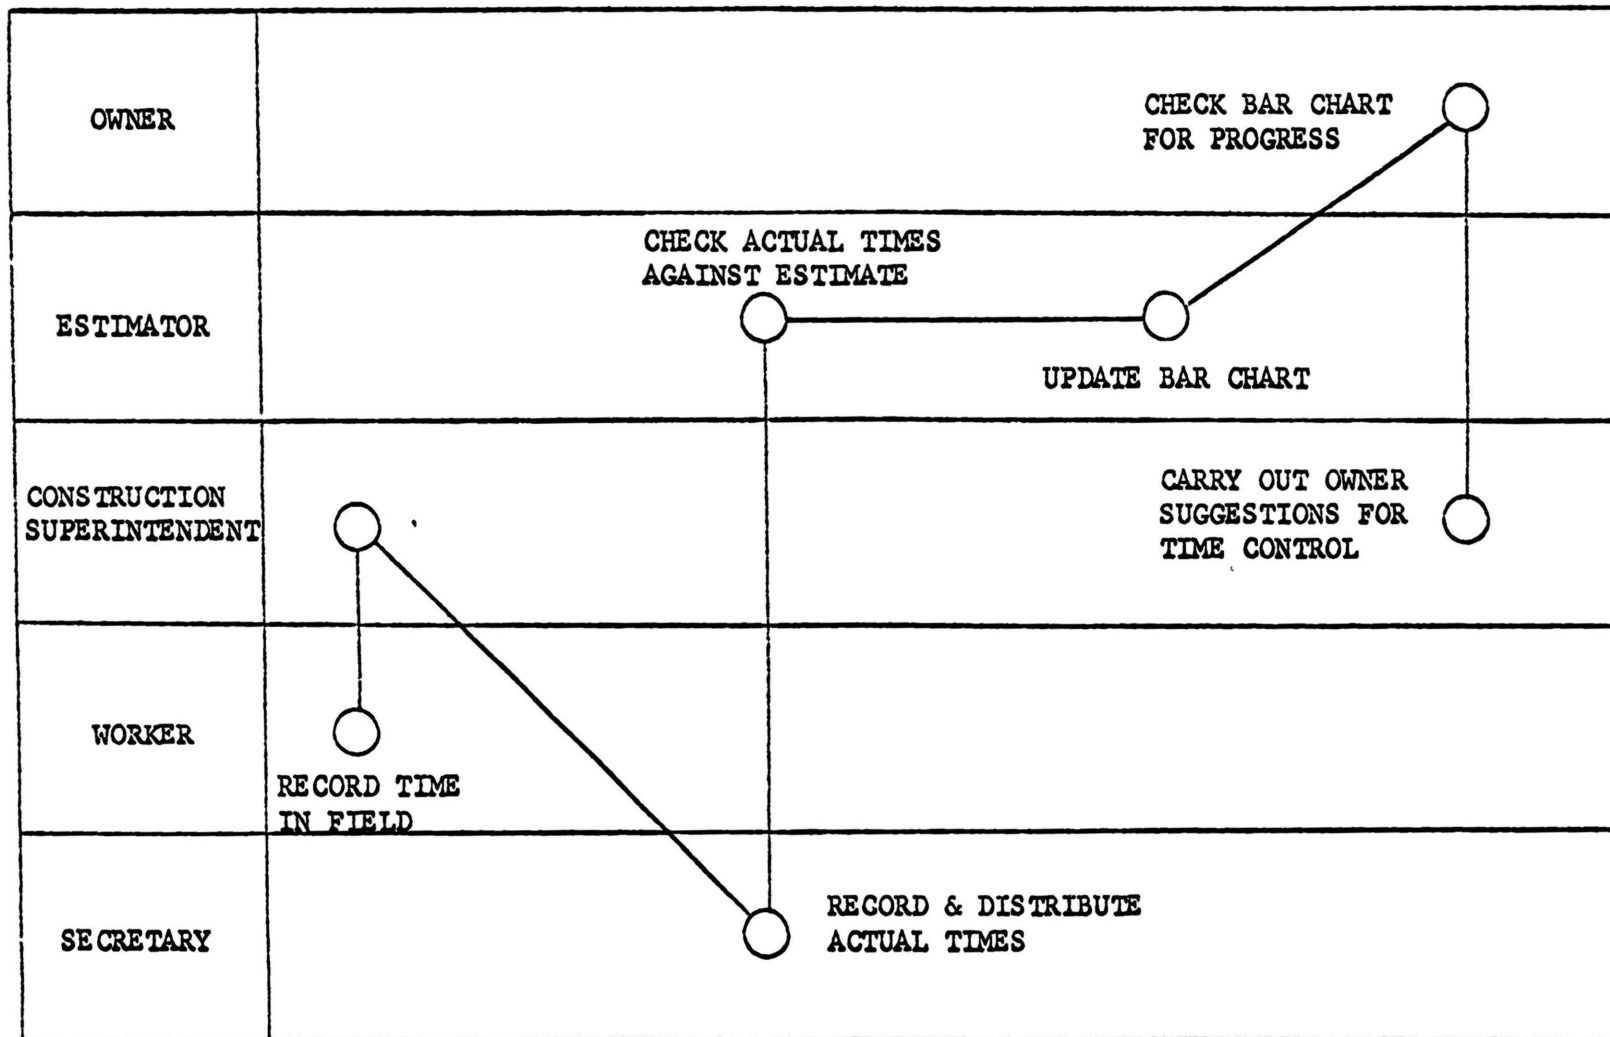 OWNER
CHECK BAR CHART
FOR PROGRESS
CHECK ACTUAL TIMES
AGAINST ESTIMATE
ESTIMATOR
UPDATE BAR CHART
CONSTRUCTION
SUPERINTENDENT
CARRY OUT OWNER
SUGGESTIONS FOR
TIME CONTROL
WORKER
RECORD TIME
IN FIELD
SECRETARY
RECORD & DISTRIBUTE
ACTUAL TIMES